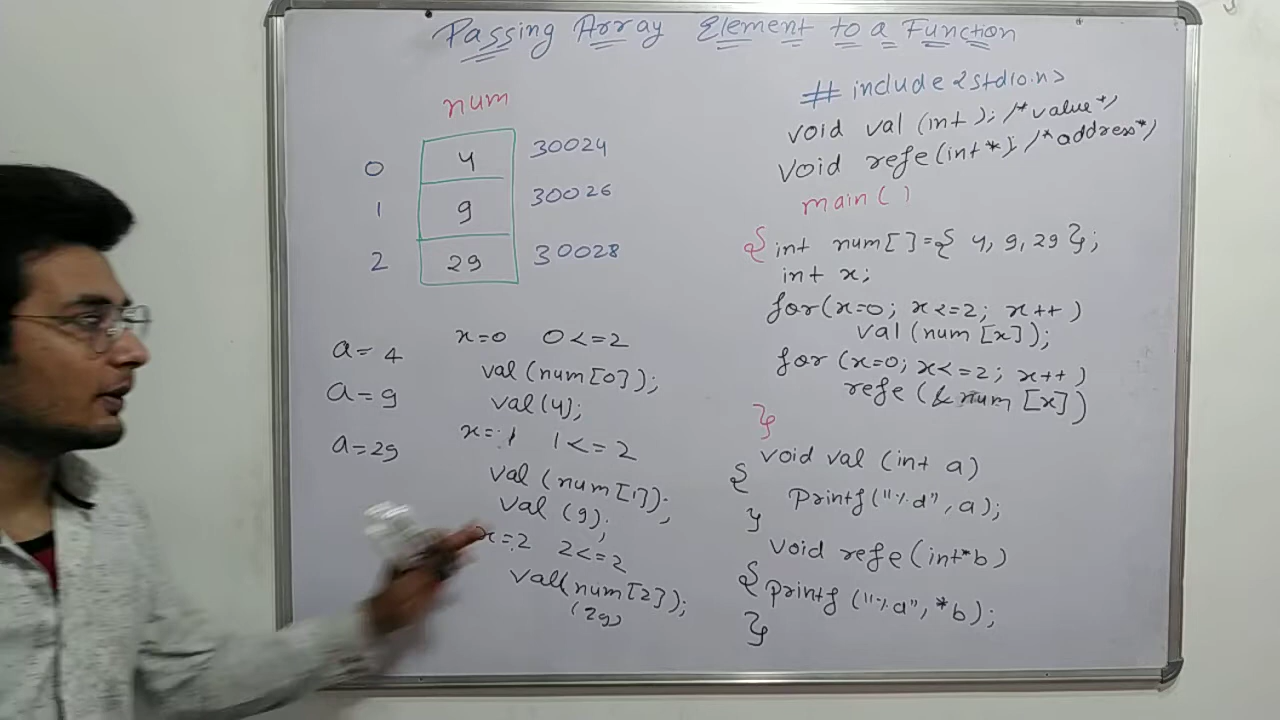 Passing Array Element to a Function
num
0 4 30024
1 9 30026
2 29 30028
a= 4
a= 9
a=29
x=0 0<=2
val(num[0]);
val(4);
x=1 1<=2
val(num[1]);
val(9);
x=2 2<=2
val(num[2]);
(29)
# include <stdio.h>
void val (int); /*value*/
void refe(int*); /*address*/
main( )
{ int num[]={ 4, 9, 29 };
int x;
for(x=0; x<=2; x++)
val(num[x]);
for (x=0; x<=2; x++)
refe (&num [x])
}
void val (int a)
{
printf("%d", a);
}
void refe(int*b)
{ printf ("%d", *b);
}